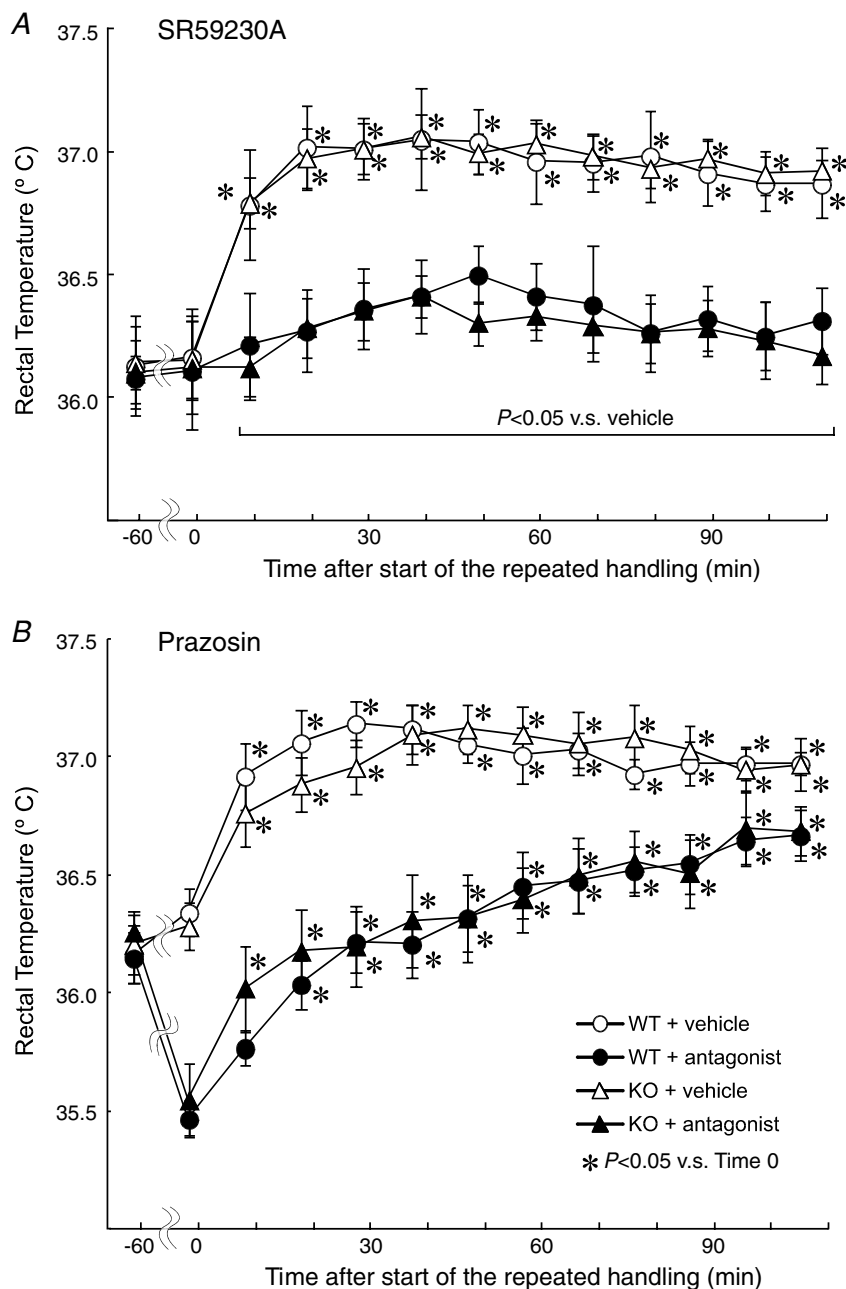 A SR59230A
37.5
37.0
36.5
36.0
Rectal Temperature (º C)
* * * * * * * * * * *
* * * * * * * * * * *
P<0.05 v.s. vehicle
-60 0 30 60 90
Time after start of the repeated handling (min)
B Prazosin
37.5
37.0
36.5
36.0
35.5
Rectal Temperature (º C)
WT + vehicle
WT + antagonist
KO + vehicle
KO + antagonist
* P<0.05 v.s. Time 0
-60 0 30 60 90
Time after start of the repeated handling (min)